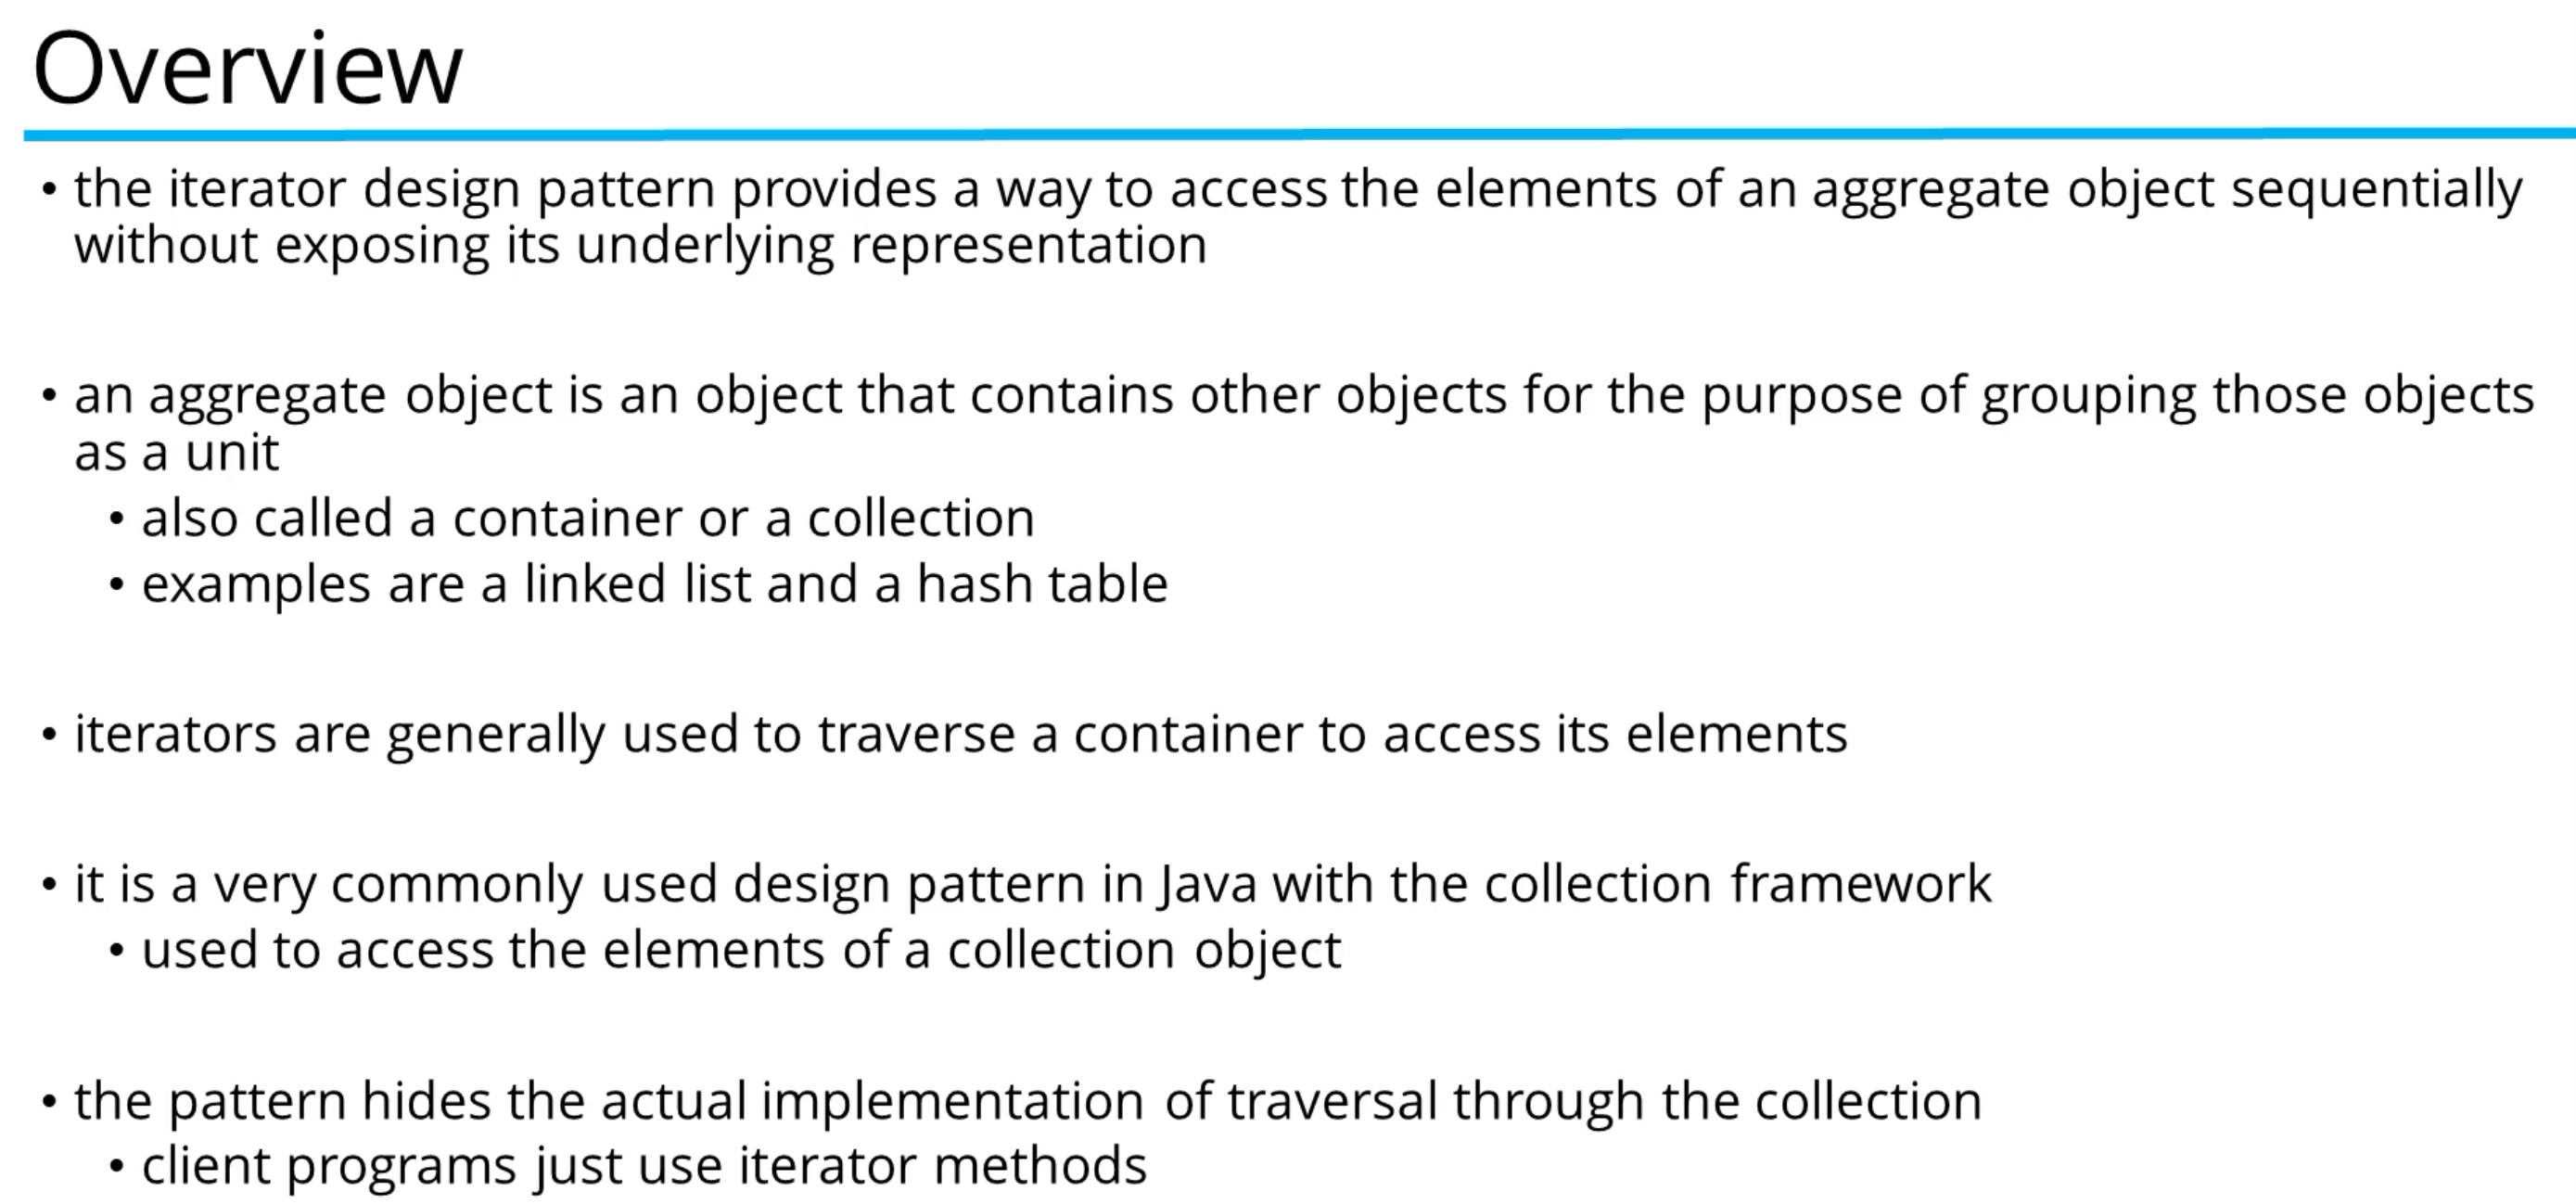 Overview
• the iterator design pattern provides a way to access the elements of an aggregate object sequentially
without exposing its underlying representation
• an aggregate object is an object that contains other objects for the purpose of grouping those objects
as a unit
• also called a container or a collection
• examples are a linked list and a hash table
• iterators are generally used to traverse a container to access its elements
• it is a very commonly used design pattern in Java with the collection framework
• used to access the elements of a collection object
• the pattern hides the actual implementation of traversal through the collection
• client programs just use iterator methods